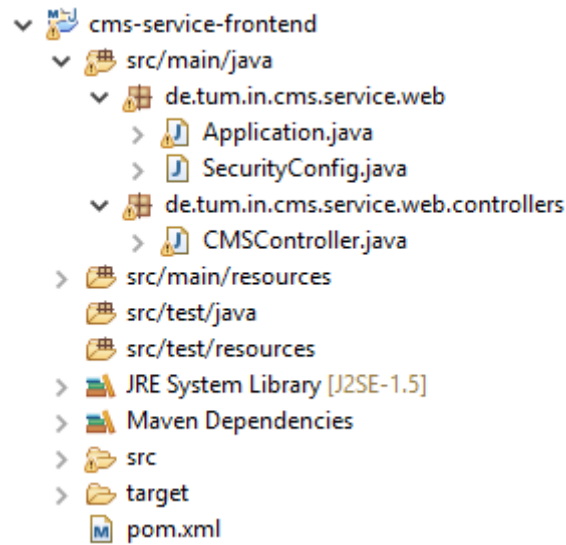 cms-service-frontend
src/main/java
de.tum.in.cms.service.web
Application.java
SecurityConfig.java
de.tum.in.cms.service.web.controllers
CMSController.java
src/main/resources
src/test/java
src/test/resources
JRE System Library [J2SE-1.5]
Maven Dependencies
src
target
pom.xml